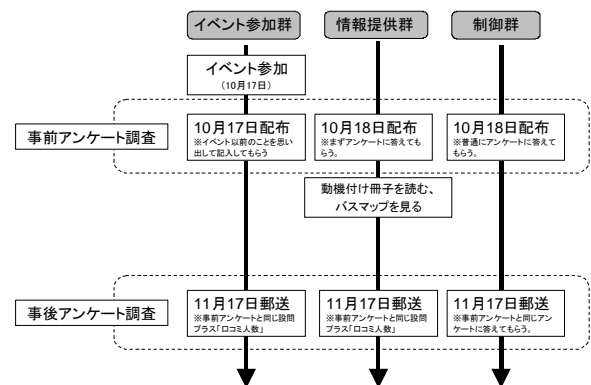 イベント参加群
情報提供群
制御群
イベント参加
（10月17日）
事前アンケート調査
10月17日配布
※イベント以前のことを思い
出して記入してもらう
10月18日配布
※まずアンケートに答えても
らう。
10月18日配布
※普通にアンケートに答えて
もらう。
動機付け冊子を読む、
バスマップを見る
事後アンケート調査
11月17日郵送
※事前アンケートと同じ設問
プラス「口コミ人数」
11月17日郵送
※事前アンケートと同じ設問
プラス「口コミ人数」
11月17日郵送
※事前アンケートと同じアン
ケートに答えてもらう。